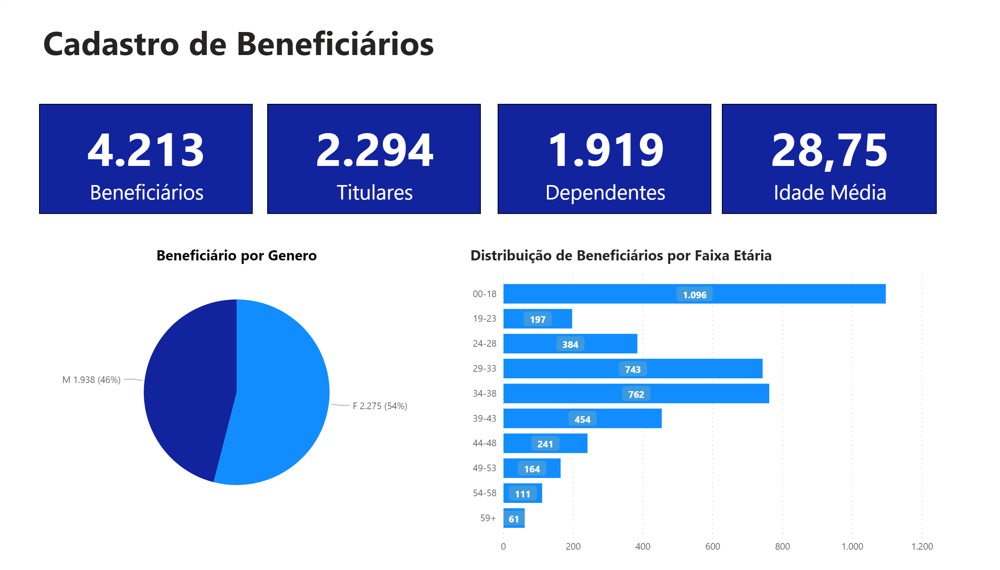 Cadastro de Beneficiários
4.213
Beneficiários
2.294
Titulares
1.919
Dependentes
28,75
Idade Média
Beneficiário por Genero
M 1.938 (46%)
F 2.275 (54%)
Distribuição de Beneficiários por Faixa Etária
00-18 1.096
19-23 197
24-28 384
29-33 743
34-38 762
39-43 454
44-48 241
49-53 164
54-58 111
59+ 61
0 200 400 600 800 1.000 1.200